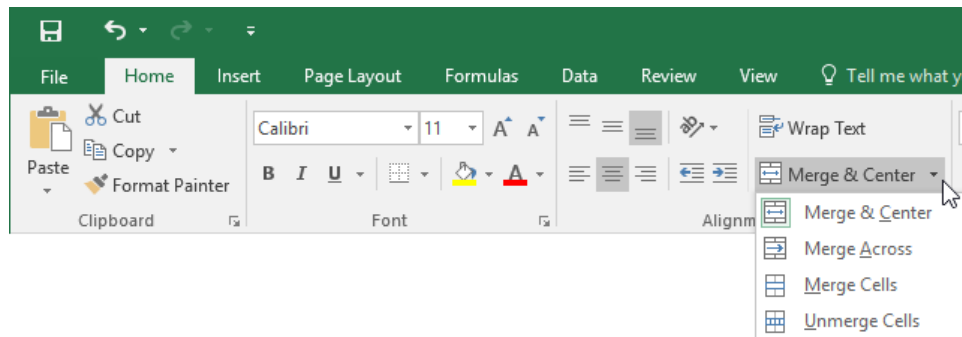 File Home Insert Page Layout Formulas Data Review View Tell me what y
Cut
Calibri 11 A A Wrap Text
Copy
Paste
Format Painter B I U A Merge & Center
Clipboard Font Alignm
Merge & Center
Merge Across
Merge Cells
Unmerge Cells